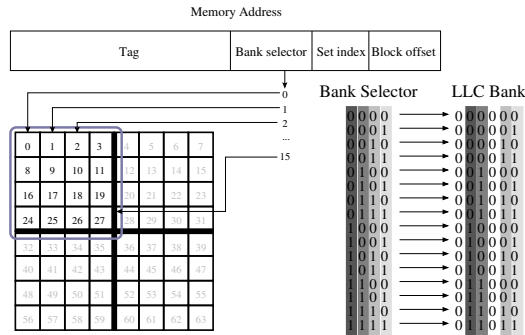 Memory Address
Tag Bank selector Set index Block offset
0
1
2
...
15
0 1 2 3 4 5 6 7
8 9 10 11 12 13 14 15
16 17 18 19 20 21 22 23
24 25 26 27 28 29 30 31
32 33 34 35 36 37 38 39
40 41 42 43 44 45 46 47
48 49 50 51 52 53 54 55
56 57 58 59 60 61 62 63
Bank Selector LLC Bank
0000 000000
0001 000001
0010 000010
0011 000011
0100 001000
0101 001001
0110 001010
0111 001011
1000 010000
1001 010001
1010 010010
1011 010011
1100 011000
1101 011001
1110 011010
1111 011011